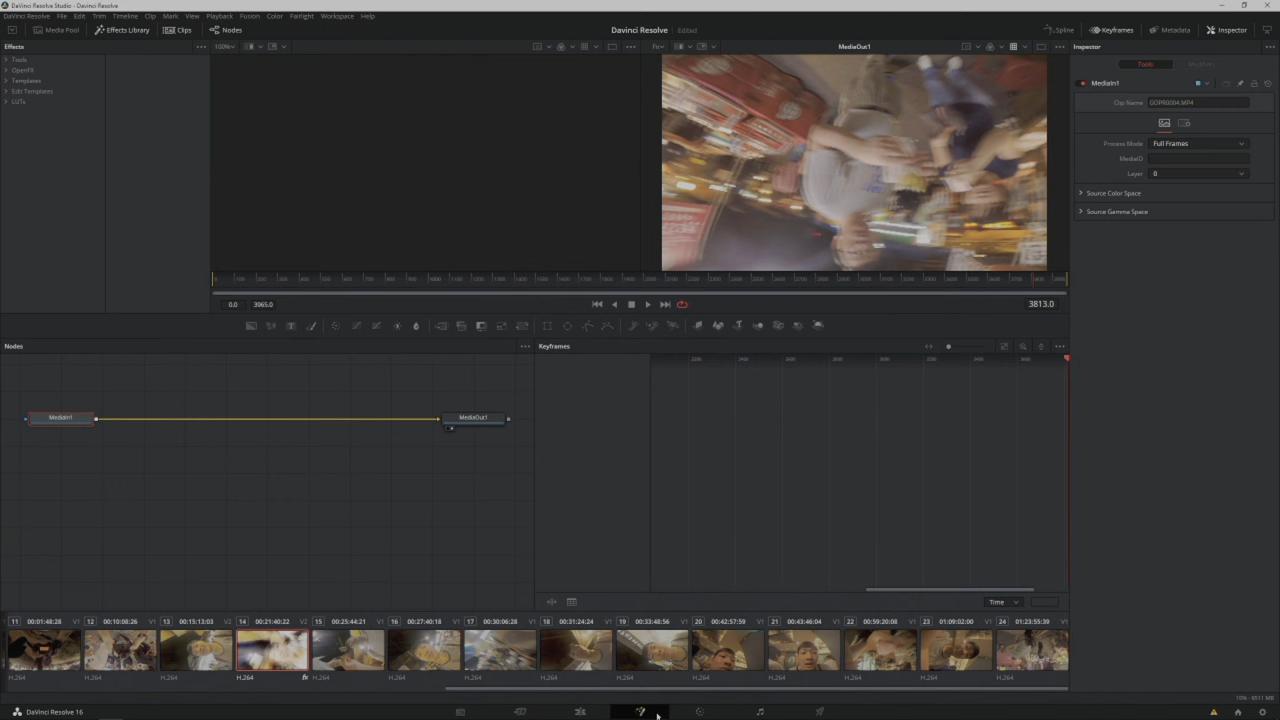 DaVinci Resolve Studio - Davinci Resolve
DaVinci Resolve File Edit Trim Timeline Clip Mark View Playback Fusion Color Fairlight Workspace Help
Media Pool Effects Library Clips Nodes Davinci Resolve Edited Spline Keyframes Metadata Inspector
Effects 100% Fit MediaOut1 Inspector
Tools
OpenFX
Templates
Edit Templates
LUTs
Tools Modifiers
MediaIn1
Clip Name GOPR0004.MP4
Process Mode Full Frames
MediaID
Layer 0
Source Color Space
Source Gamma Space
0.0 3965.0 3813.0
Nodes Keyframes
MediaIn1 MediaOut1
Time
11 00:01:48:28 V1 12 00:10:08:26 V1 13 00:15:13:03 V2 14 00:21:40:22 V2 15 00:25:44:21 V1 16 00:27:40:18 V1 17 00:30:06:28 V1 18 00:31:24:24 V1 19 00:33:48:56 V1 20 00:42:57:59 V1 21 00:43:46:04 V1 22 00:59:20:08 V1 23 01:09:02:00 V1 24 01:23:55:39 V1
H.264 H.264 H.264 H.264 fx H.264 H.264 H.264 H.264 H.264 H.264 H.264 H.264 H.264 H.264
10% - 6511 MB
DaVinci Resolve 16